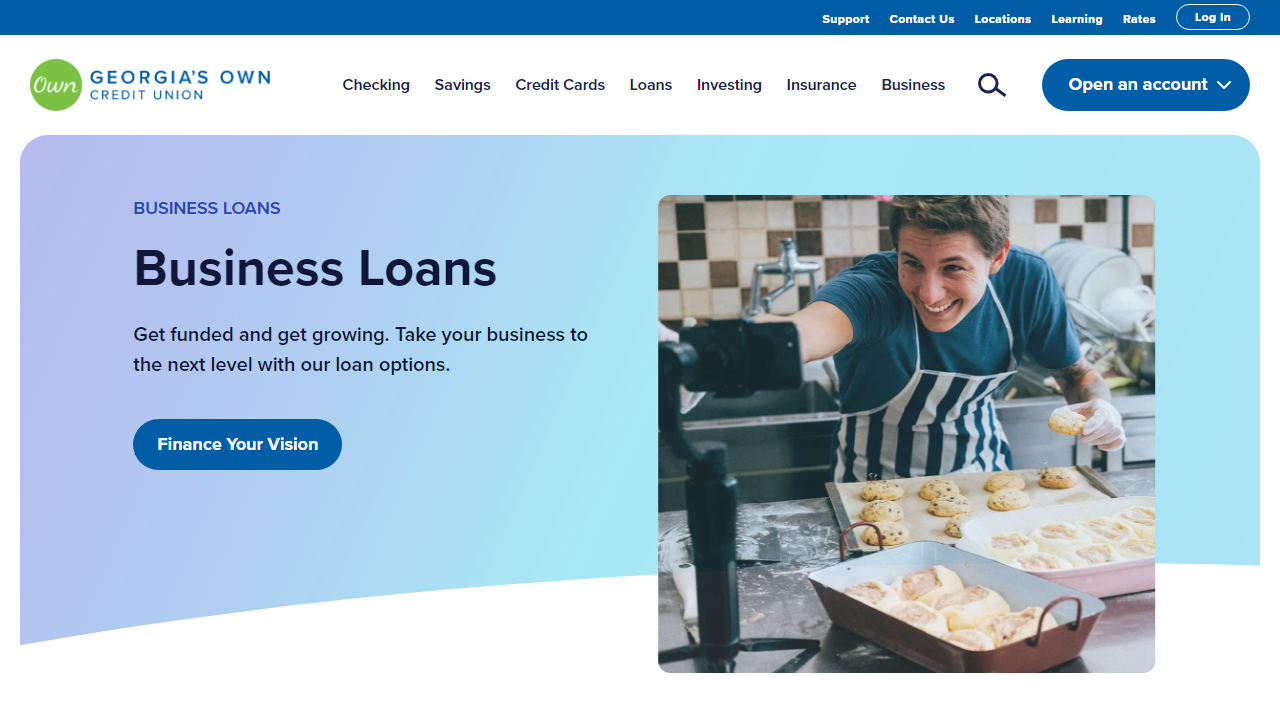 Support Contact Us Locations Learning Rates Log In
Own GEORGIA'S OWN
CREDIT UNION
Checking Savings Credit Cards Loans Investing Insurance Business Open an account
BUSINESS LOANS
Business Loans
Get funded and get growing. Take your business to
the next level with our loan options.
Finance Your Vision